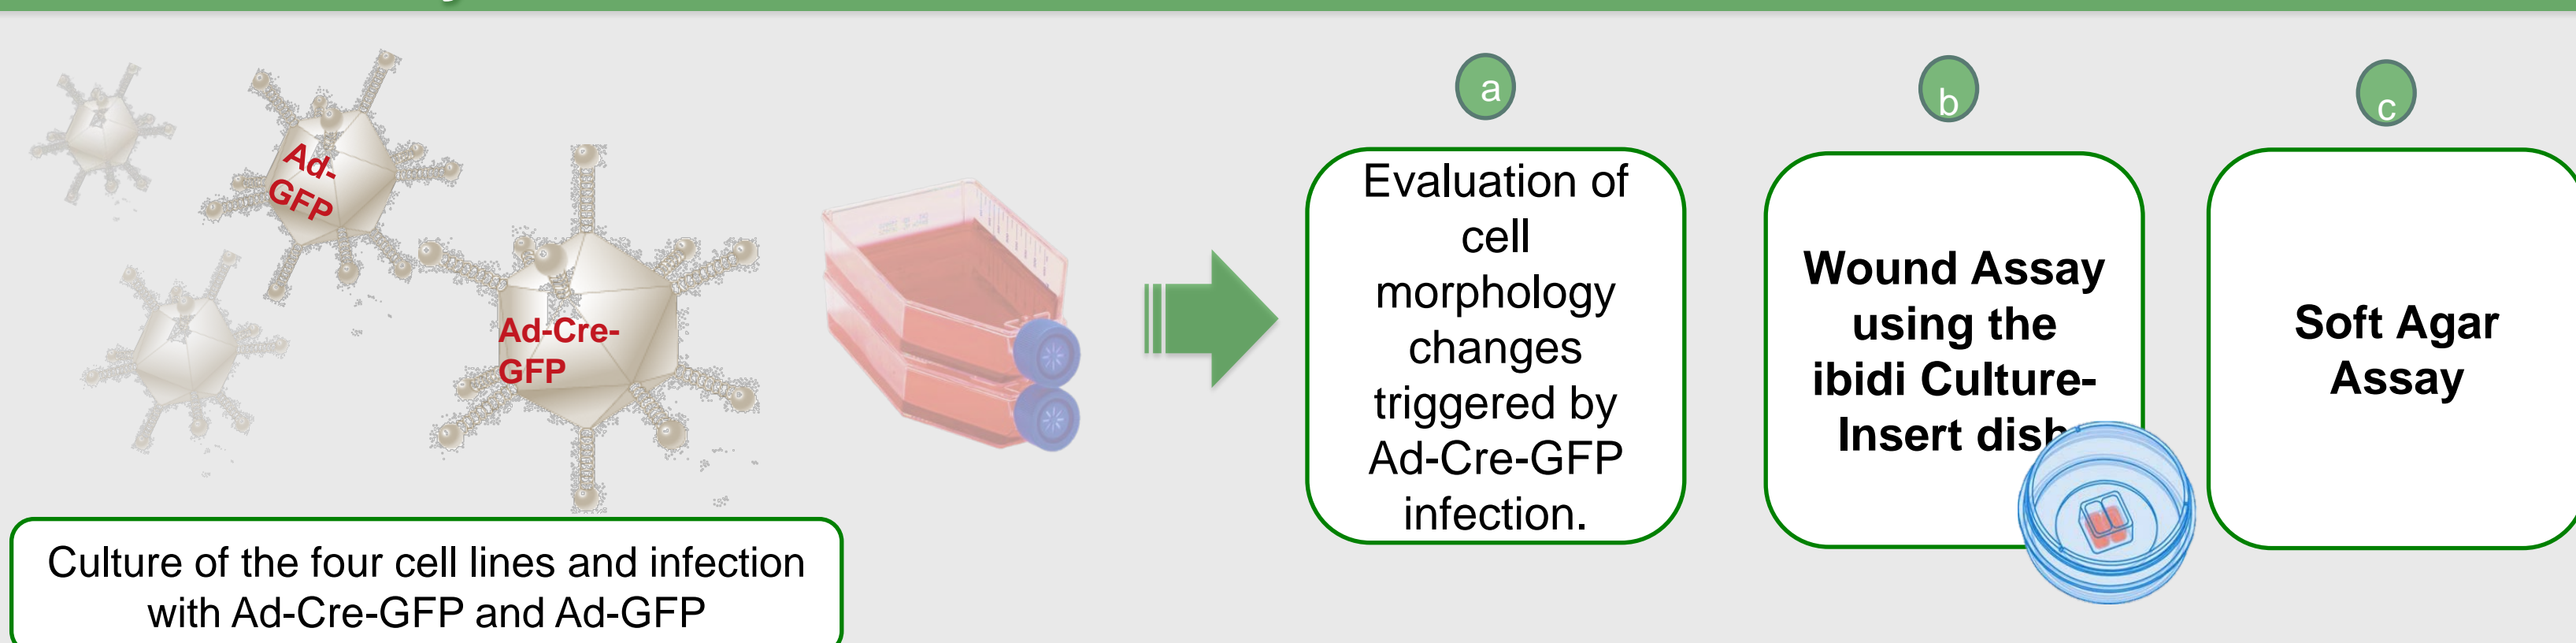 Ad-
GFP
Ad-Cre-
GFP
Culture of the four cell lines and infection
with Ad-Cre-GFP and Ad-GFP
a
Evaluation of
cell
morphology
changes
triggered by
Ad-Cre-GFP
infection.
b
Wound Assay
using the
ibidi Culture-
Insert dish
c
Soft Agar
Assay